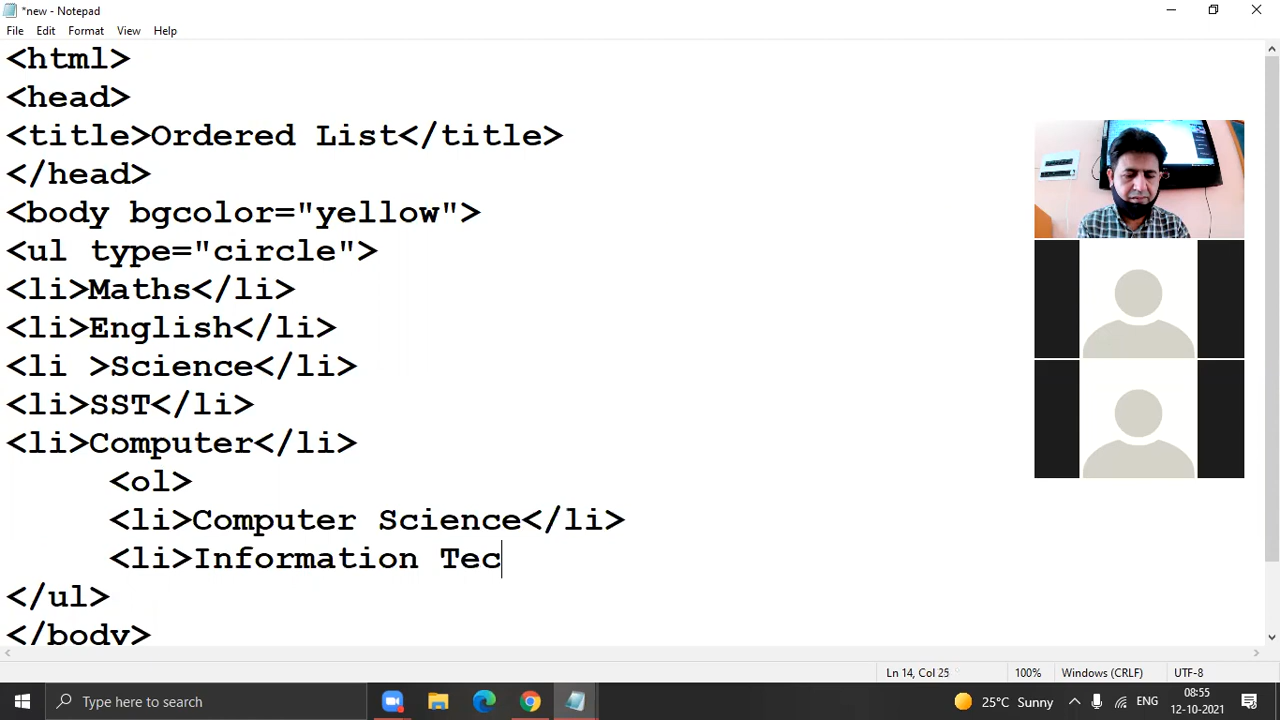 *new - Notepad
File Edit Format View Help
<html>
<head>
<title>Ordered List</title>
</head>
<body bgcolor="yellow">
<ul type="circle">
<li>Maths</li>
<li>English</li>
<li >Science</li>
<li>SST</li>
<li>Computer</li>
<ol>
<li>Computer Science</li>
<li>Information Tec
</ul>
</body>
Ln 14, Col 25 100% Windows (CRLF) UTF-8
Type here to search
25°C Sunny ENG 08:55
12-10-2021